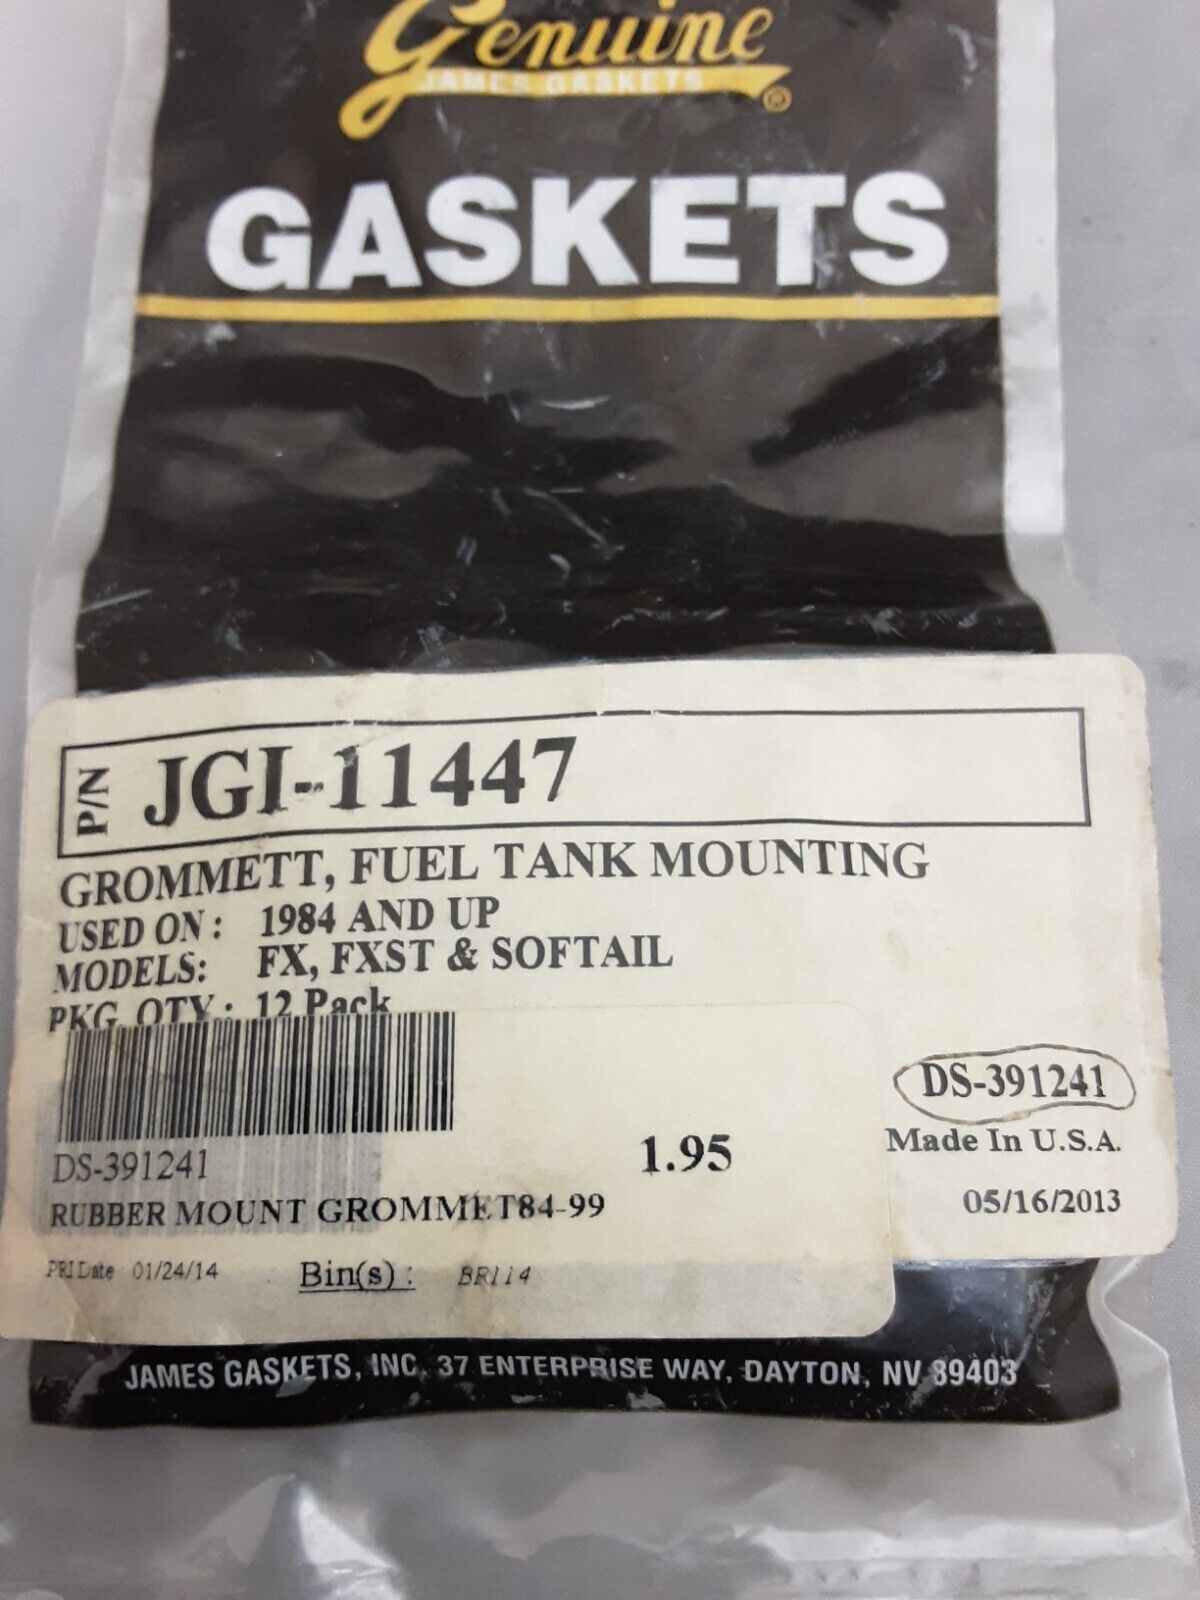 Genuine
JAMES GASKETS
®
GASKETS
P/N JGI-11447
GROMMETT, FUEL TANK MOUNTING
USED ON: 1984 AND UP
MODELS: FX, FXST & SOFTAIL
PKG. QTY: 12 Pack
DS-391241
Made In U.S.A.
05/16/2013
DS-391241
1.95
RUBBER MOUNT GROMMET84-99
PRI Date 01/24/14 Bin(s): BR114
JAMES GASKETS, INC. 37 ENTERPRISE WAY, DAYTON, NV 89403